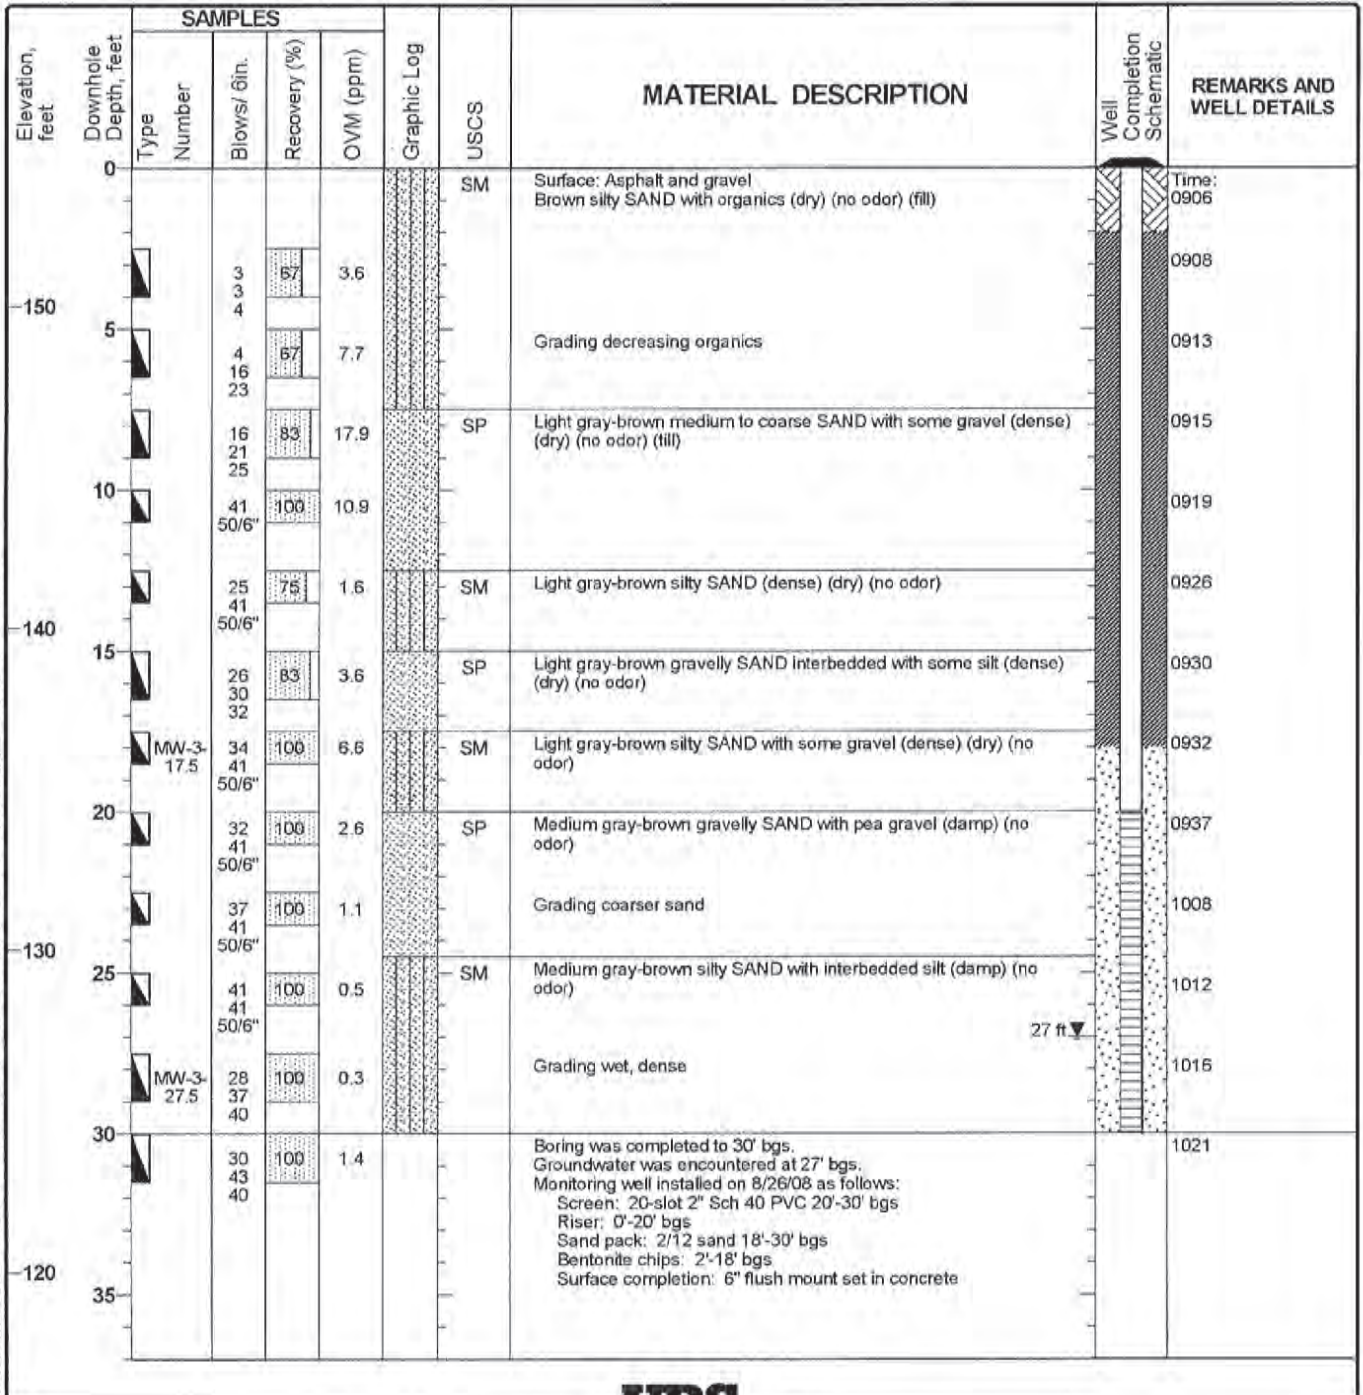 SAMPLES
Elevation, feet
Downhole Depth, feet
Type
Number
Blows/ 6in.
Recovery (%)
OVM (ppm)
Graphic Log
USCS
MATERIAL DESCRIPTION
Well Completion Schematic
REMARKS AND WELL DETAILS
0
SM
Surface: Asphalt and gravel
Brown silty SAND with organics (dry) (no odor) (fill)
Time:
0906
3
3
4
67
3.6
0908
150
5
4
16
23
67
7.7
Grading decreasing organics
0913
16
21
25
83
17.9
SP
Light gray-brown medium to coarse SAND with some gravel (dense)
(dry) (no odor) (till)
0915
10
41
50/6"
100
10.9
0919
25
41
50/6"
75
1.6
SM
Light gray-brown silty SAND (dense) (dry) (no odor)
0926
140
15
26
30
32
83
3.6
SP
Light gray-brown gravelly SAND interbedded with some silt (dense)
(dry) (no odor)
0930
MW-3-
17.5
34
41
50/6"
100
6.6
SM
Light gray-brown silty SAND with some gravel (dense) (dry) (no
odor)
0932
20
32
41
50/6"
100
2.6
SP
Medium gray-brown gravelly SAND with pea gravel (damp) (no
odor)
0937
37
41
50/6"
100
1.1
Grading coarser sand
1008
130
25
41
41
50/6"
100
0.5
SM
Medium gray-brown silty SAND with interbedded silt (damp) (no
odor)
1012
27 ft
MW-3-
27.5
28
37
40
100
0.3
Grading wet, dense
1016
30
30
43
40
100
1.4
Boring was completed to 30' bgs.
Groundwater was encountered at 27' bgs.
Monitoring well installed on 8/26/08 as follows:
Screen: 20-slot 2" Sch 40 PVC 20'-30' bgs
Riser: 0'-20' bgs
Sand pack: 2/12 sand 18'-30' bgs
Bentonite chips: 2'-18' bgs
Surface completion: 6" flush mount set in concrete
1021
120
35